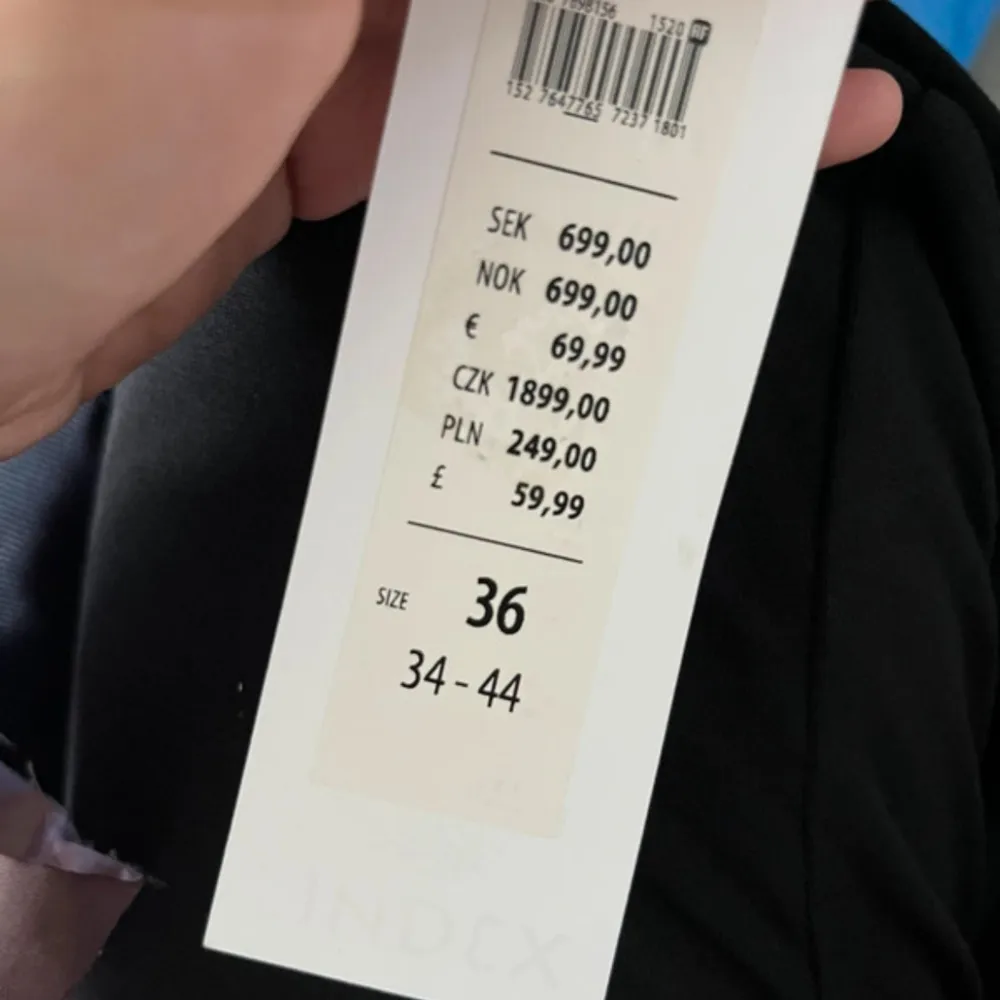 1520 RF
152 7647765 7237 1801
SEK 699,00
NOK 699,00
€ 69,99
CZK 1899,00
PLN 249,00
£ 59,99
SIZE 36
34 - 44